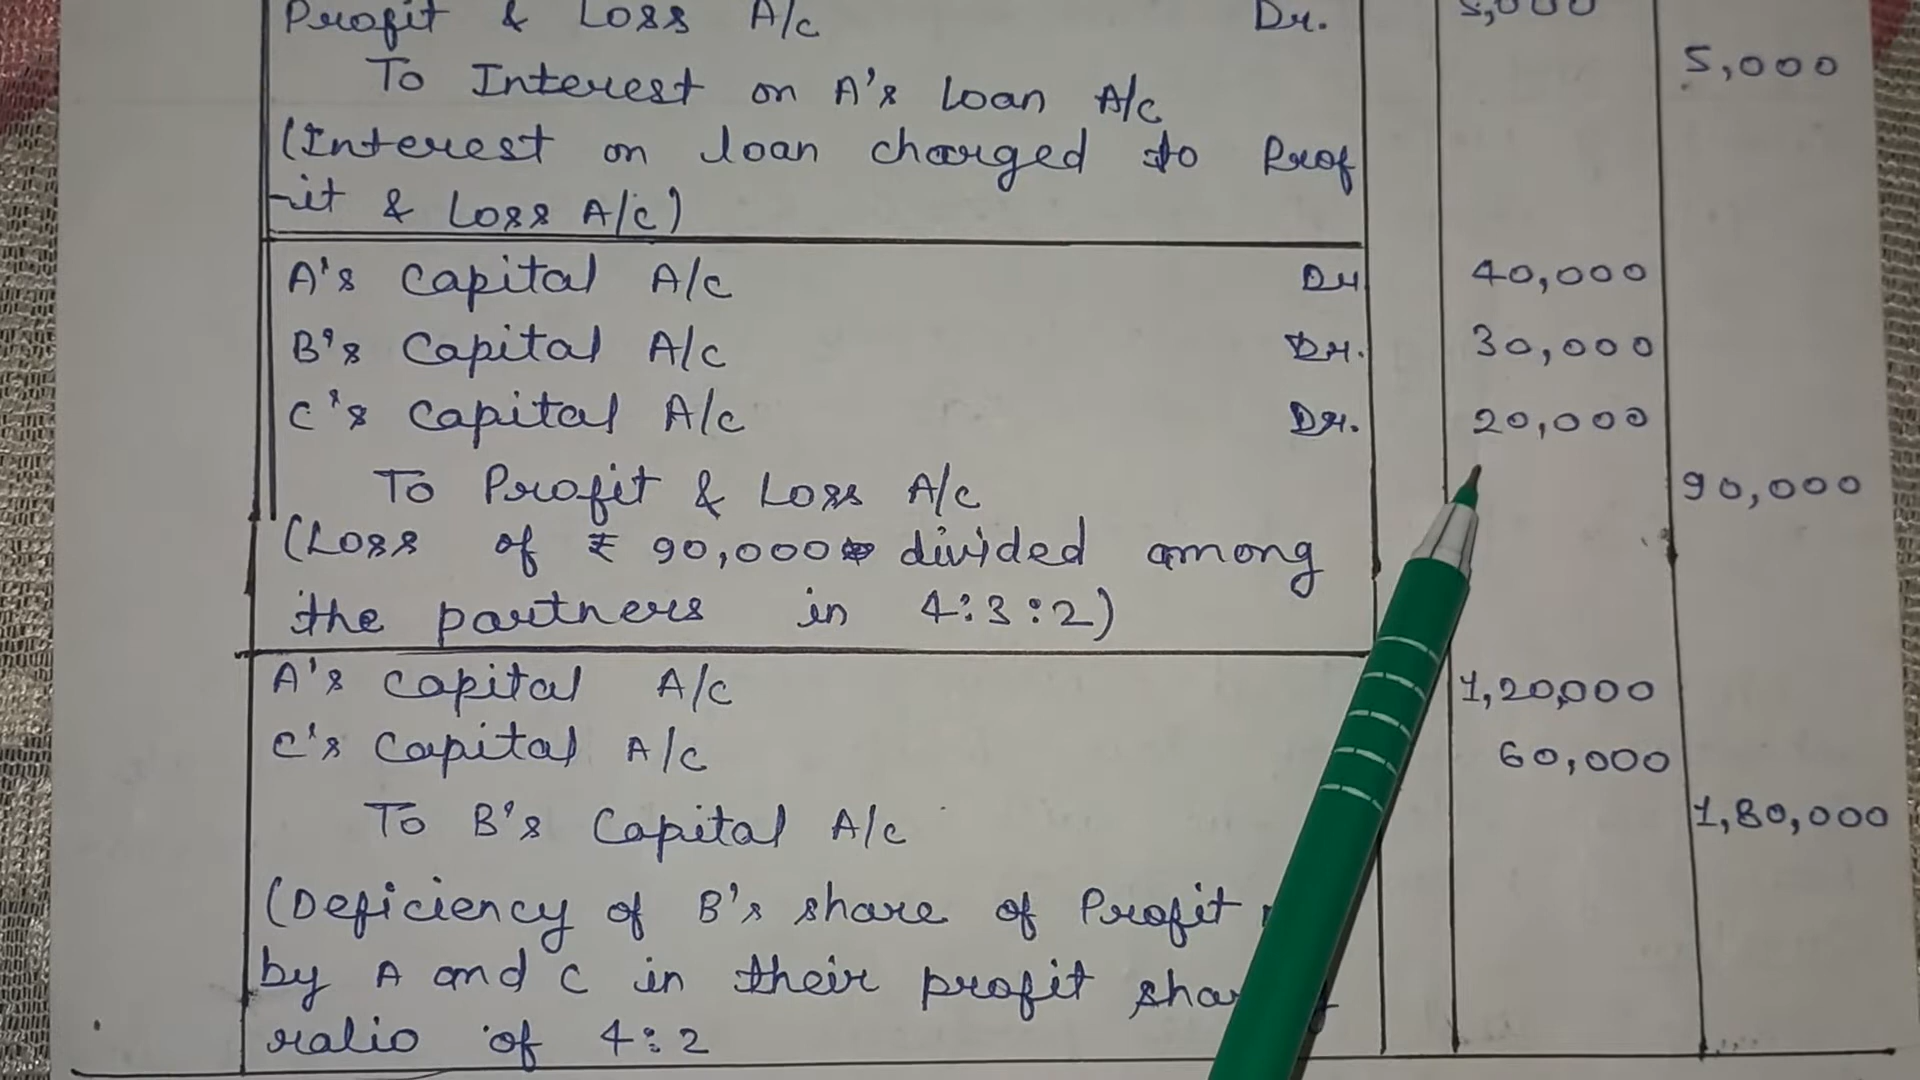 Profit & Loss A/c Dr. 5,000
To Interest on A's Loan A/c 5,000
(Interest on loan charged to Prof
-it & Loss A/c)
A's Capital A/c Dr 40,000
B's Capital A/c Dr. 30,000
C's Capital A/c Dr. 20,000
To Profit & Loss A/c 90,000
(Loss of ₹ 90,000 divided among
the partners in 4:3:2)
A's Capital A/c 1,20,000
C's Capital A/c 60,000
To B's Capital A/c 1,80,000
(Deficiency of B's share of Profit
by A and C in their profit
ratio of 4:2